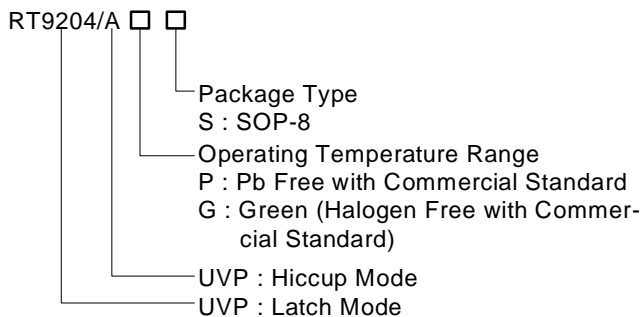 RT9204/A □ □
Package Type
S : SOP-8
Operating Temperature Range
P : Pb Free with Commercial Standard
G : Green (Halogen Free with Commer-
cial Standard)
UVP : Hiccup Mode
UVP : Latch Mode